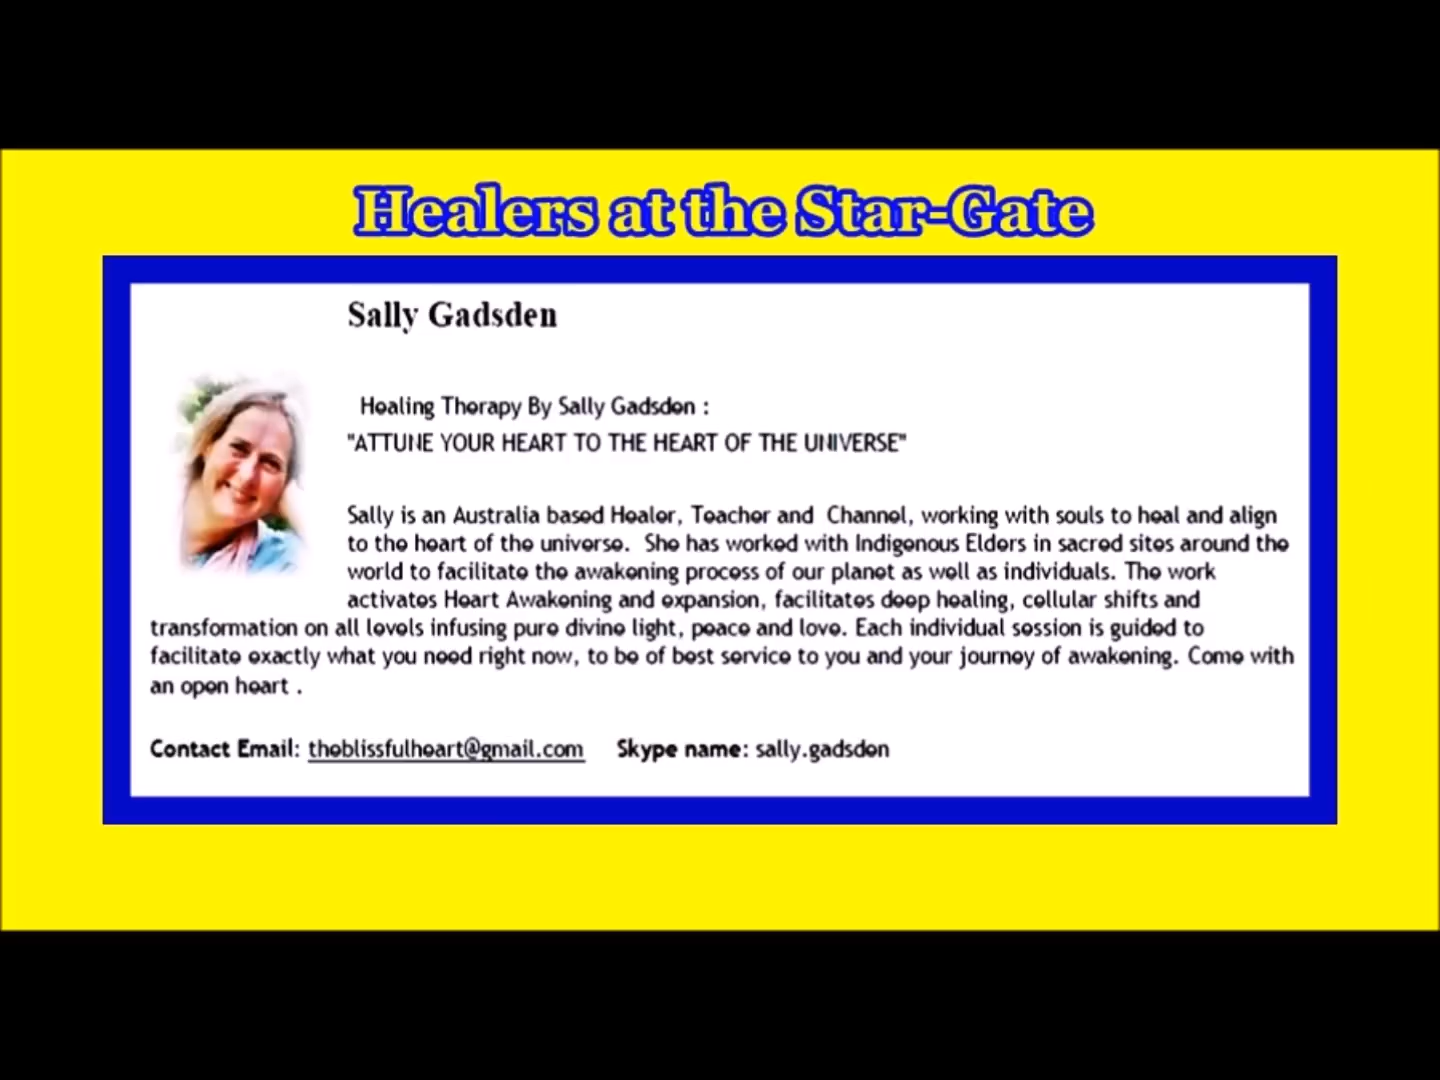 Healers at the Star-Gate
Sally Gadsden
Healing Therapy By Sally Gadsden :
"ATTUNE YOUR HEART TO THE HEART OF THE UNIVERSE"
Sally is an Australia based Healer, Teacher and Channel, working with souls to heal and align
to the heart of the universe. She has worked with Indigenous Elders in sacred sites around the
world to facilitate the awakening process of our planet as well as individuals. The work
activates Heart Awakening and expansion, facilitates deep healing, cellular shifts and
transformation on all levels infusing pure divine light, peace and love. Each individual session is guided to
facilitate exactly what you need right now, to be of best service to you and your journey of awakening. Come with
an open heart .
Contact Email: theblissfulheart@gmail.com Skype name: sally.gadsden